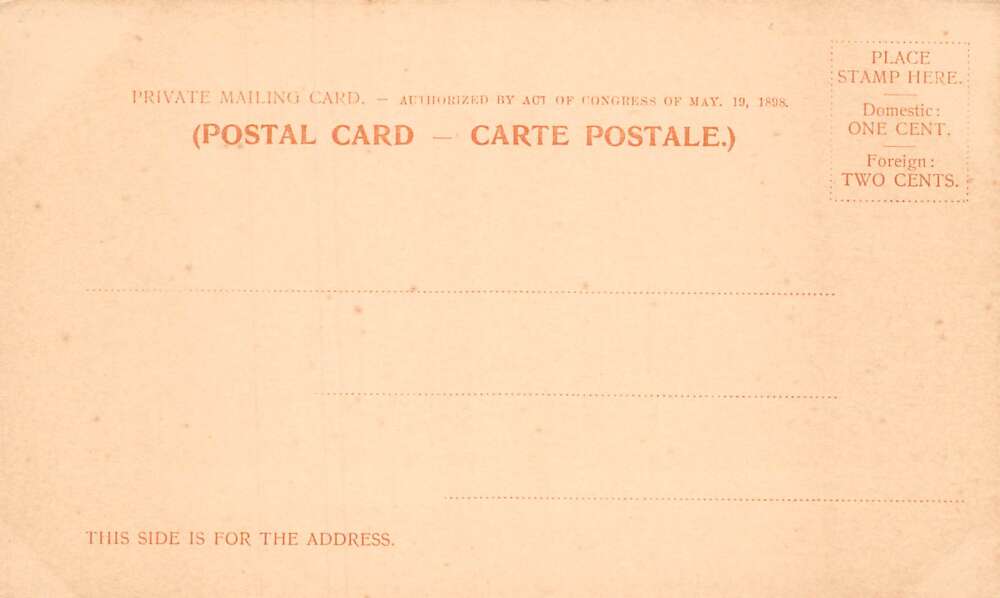 PLACE
STAMP HERE.
Domestic:
ONE CENT.
Foreign:
TWO CENTS.
PRIVATE MAILING CARD. — AUTHORIZED BY ACT OF CONGRESS OF MAY. 19, 1898.
(POSTAL CARD — CARTE POSTALE.)
THIS SIDE IS FOR THE ADDRESS.